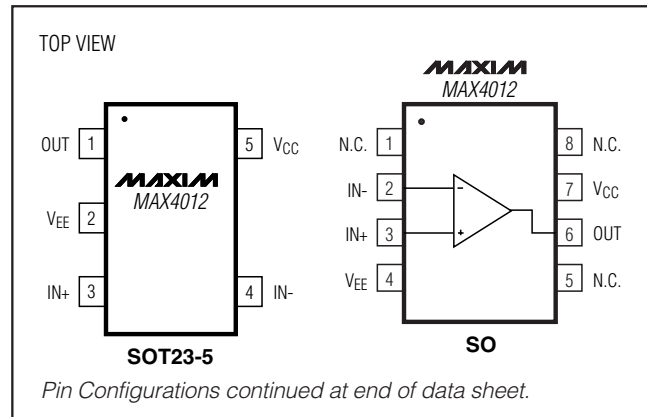 TOP VIEW
MAXIM
MAX4012
OUT 1
5 VCC
MAXIM
MAX4012
VEE 2
IN+ 3
4 IN-
SOT23-5
N.C. 1
8 N.C.
IN- 2
-
7 VCC
IN+ 3
+
6 OUT
VEE 4
5 N.C.
SO
Pin Configurations continued at end of data sheet.